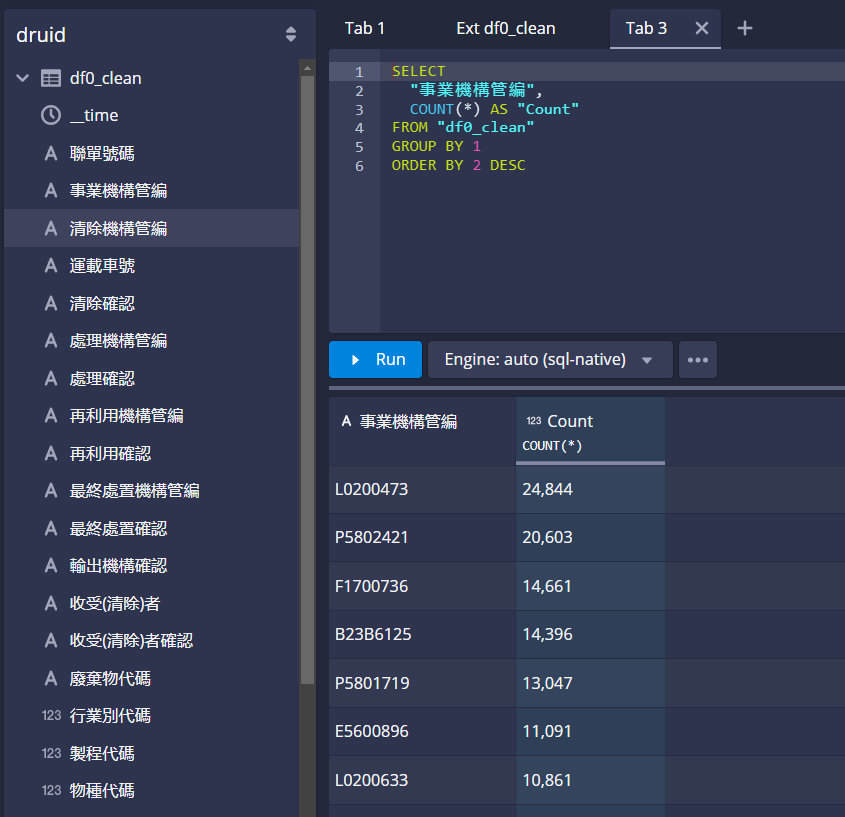 druid
df0_clean
__time
聯單號碼
事業機構管編
清除機構管編
運載車號
清除確認
處理機構管編
處理確認
再利用機構管編
再利用確認
最終處置機構管編
最終處置確認
輸出機構確認
收受(清除)者
收受(清除)者確認
廢棄物代碼
123 行業別代碼
123 製程代碼
123 物種代碼
Tab 1 Ext df0_clean Tab 3
1 SELECT
2 "事業機構管編",
3 COUNT(*) AS "Count"
4 FROM "df0_clean"
5 GROUP BY 1
6 ORDER BY 2 DESC
Run Engine: auto (sql-native)
A 事業機構管編 123 Count
COUNT(*)
L0200473 24,844
P5802421 20,603
F1700736 14,661
B23B6125 14,396
P5801719 13,047
E5600896 11,091
L0200633 10,861